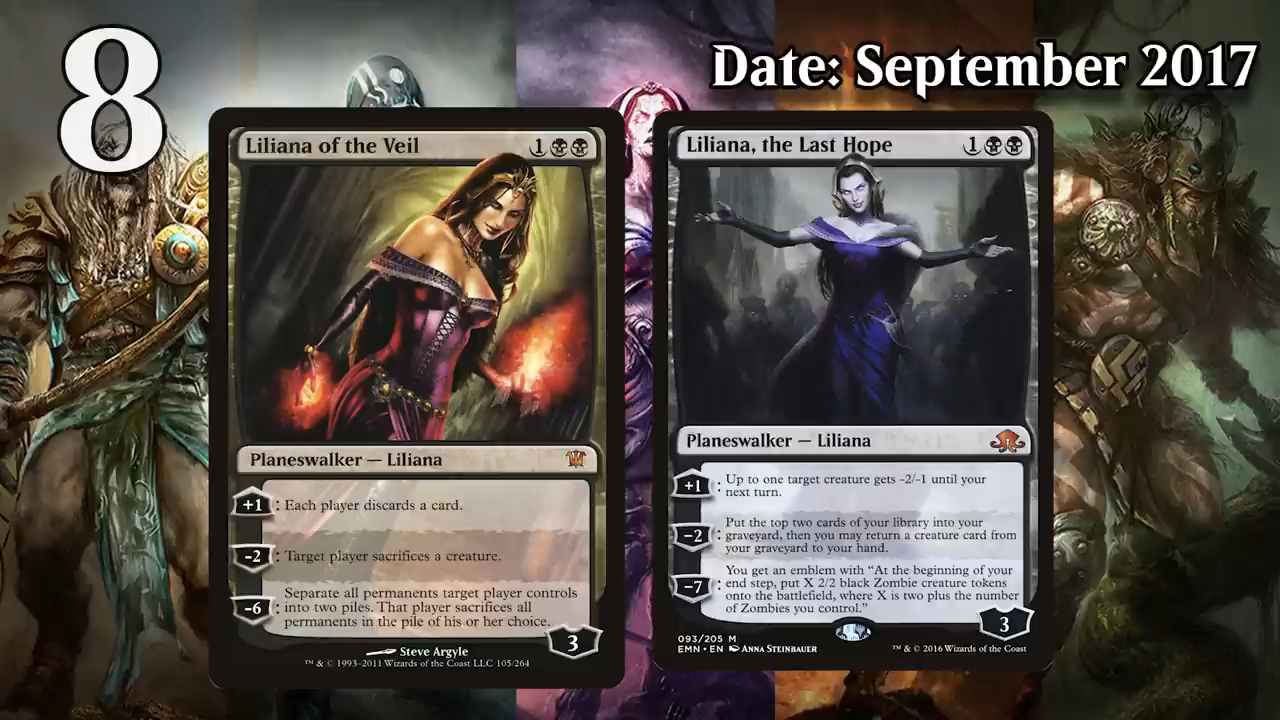 8
Date: September 2017
Liliana of the Veil 1
Planeswalker — Liliana
+1 : Each player discards a card.
-2 : Target player sacrifices a creature.
Separate all permanents target player controls
-6 : into two piles. That player sacrifices all
permanents in the pile of his or her choice.
3
Steve Argyle
™ & © 1993–2011 Wizards of the Coast LLC 105/264
Liliana, the Last Hope 1
Planeswalker — Liliana
+1 : Up to one target creature gets -2/-1 until your
next turn.
Put the top two cards of your library into your
-2 : graveyard, then you may return a creature card from
your graveyard to your hand.
You get an emblem with “At the beginning of your
-7 : end step, put X 2/2 black Zombie creature tokens
onto the battlefield, where X is two plus the number
of Zombies you control.”
3
093/205 M
EMN • EN Anna Steinbauer
™ & © 2016 Wizards of the Coast